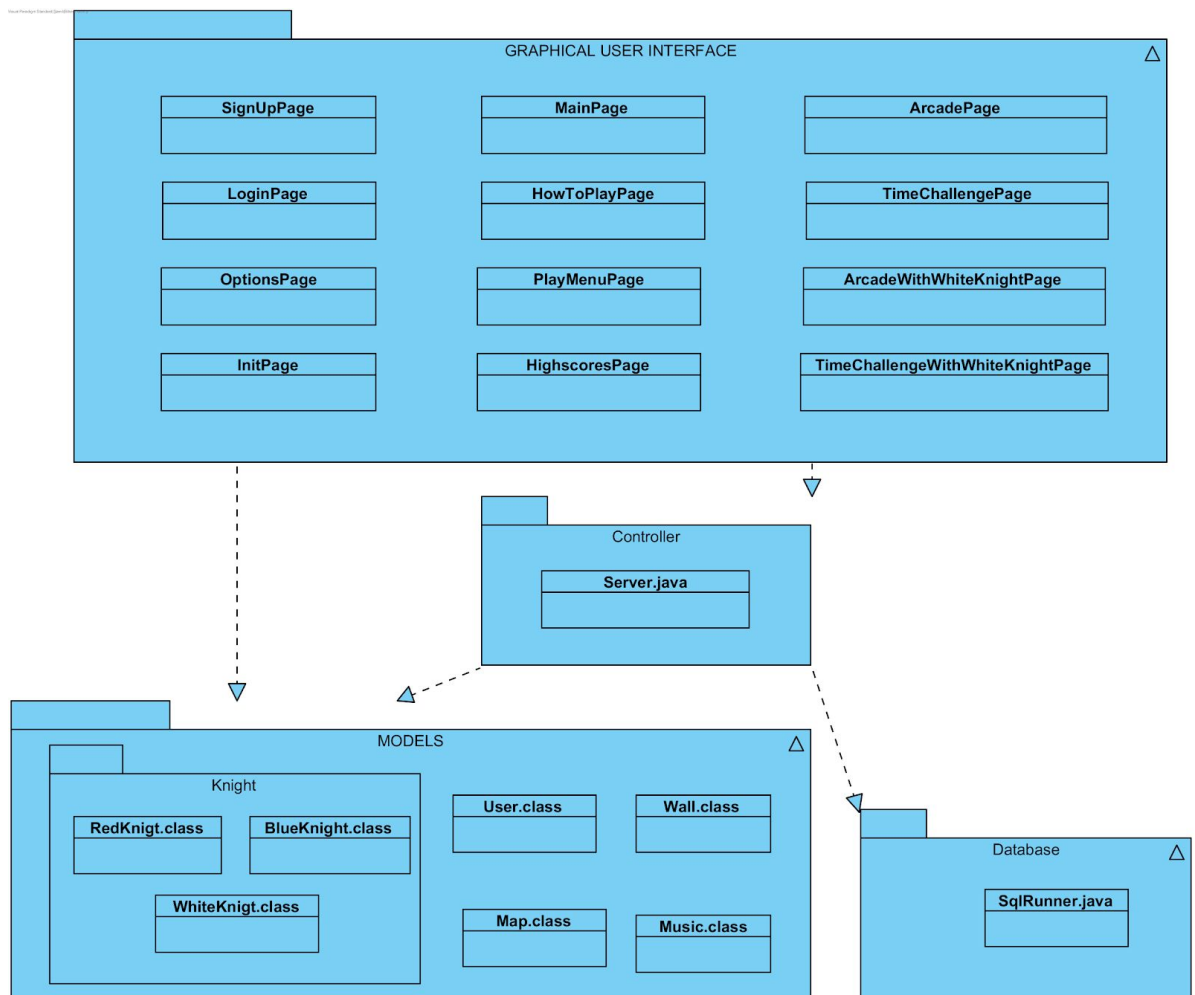 GRAPHICAL USER INTERFACE
SignUpPage
MainPage
ArcadePage
LoginPage
HowToPlayPage
TimeChallengePage
OptionsPage
PlayMenuPage
ArcadeWithWhiteKnightPage
InitPage
HighscoresPage
TimeChallengeWithWhiteKnightPage
Controller
Server.java
MODELS
Knight
RedKnigt.class
BlueKnight.class
WhiteKnigt.class
User.class
Wall.class
Map.class
Music.class
Database
SqlRunner.java